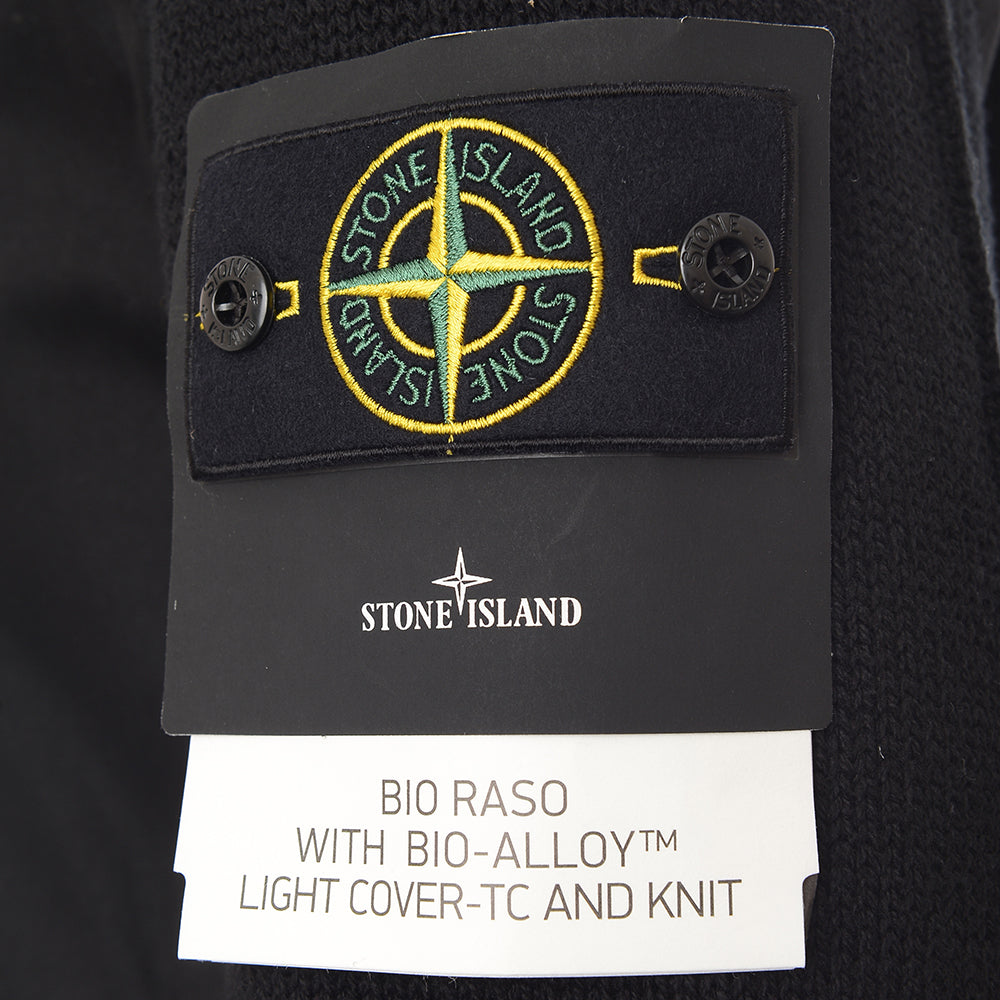 STONE ISLAND
STONE ISLAND
STONE
ISLAND
STONE
ISLAND
STONE ISLAND
BIO RASO
WITH BIO-ALLOY™
LIGHT COVER-TC AND KNIT